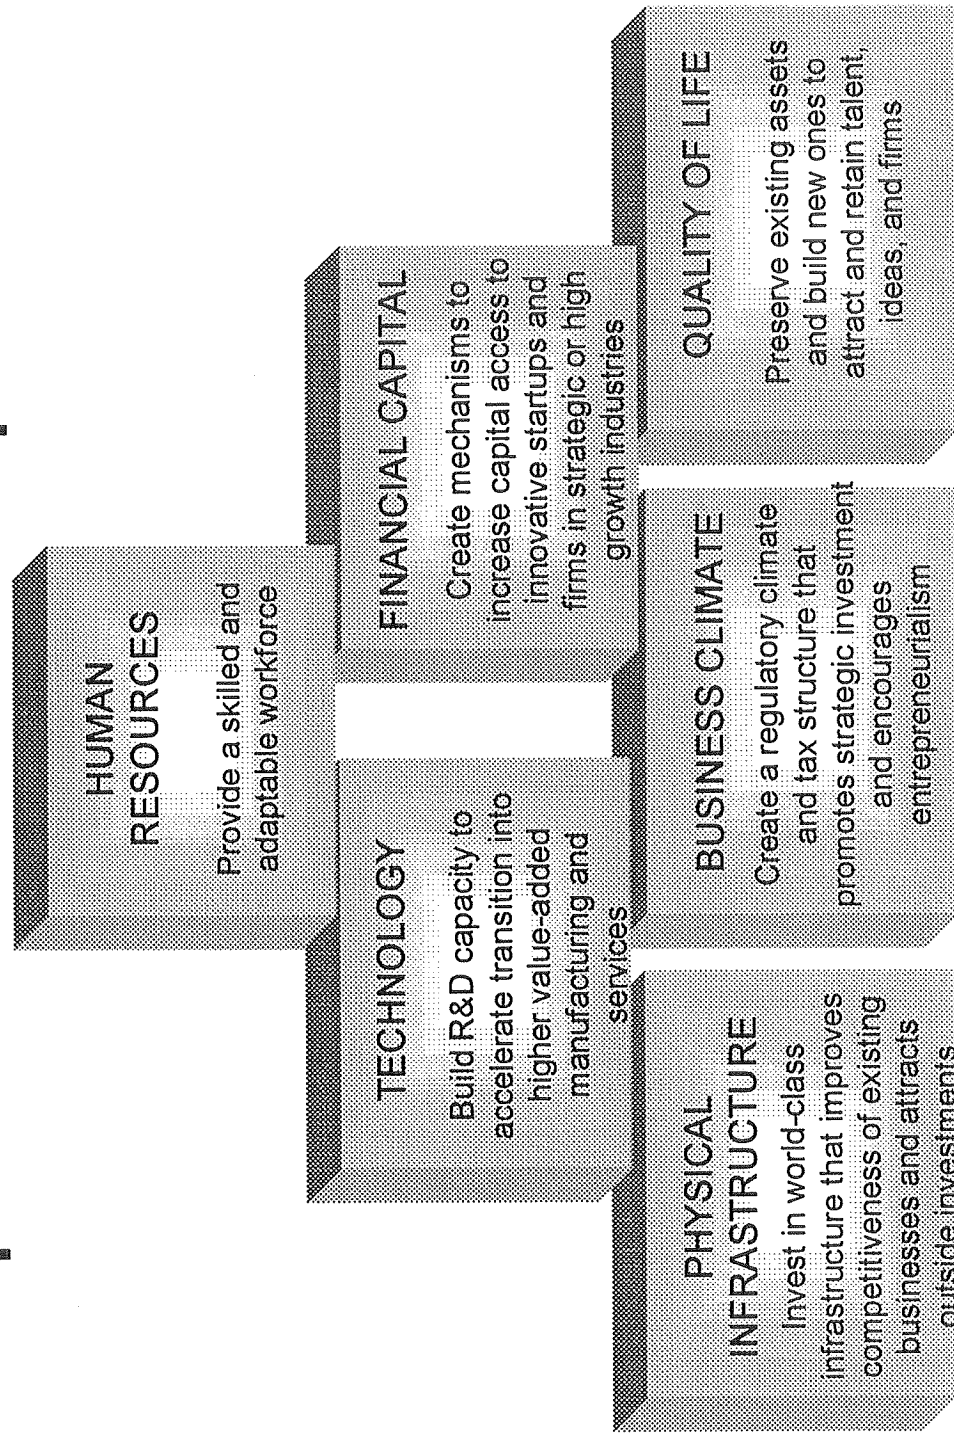 HUMAN
RESOURCES
Provide a skilled and
adaptable workforce
TECHNOLOGY
Build R&D capacity to
accelerate transition into
higher value-added
manufacturing and
services
FINANCIAL CAPITAL
Create mechanisms to
increase capital access to
innovative startups and
firms in strategic or high
growth industries
PHYSICAL
INFRASTRUCTURE
Invest in world-class
infrastructure that improves
competitiveness of existing
businesses and attracts
outside investments
BUSINESS CLIMATE
Create a regulatory climate
and tax structure that
promotes strategic investment
and encourages
entrepreneurialism
QUALITY OF LIFE
Preserve existing assets
and build new ones to
attract and retain talent,
ideas, and firms